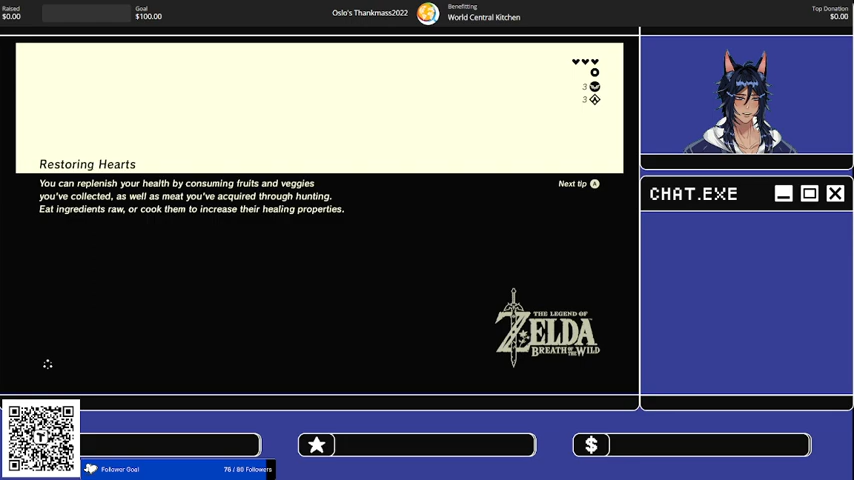 Raised
$0.00
Goal
$100.00
Oslo's Thankmass2022
Benefitting
World Central Kitchen
Top Donation
$0.00
3
3
Restoring Hearts
You can replenish your health by consuming fruits and veggies
you've collected, as well as meat you've acquired through hunting.
Eat ingredients raw, or cook them to increase their healing properties.
Next tip A
CHAT.EXE
THE LEGEND OF
ZELDA
BREATH OF THE WILD
$
Follower Goal
76 / 80 Followers